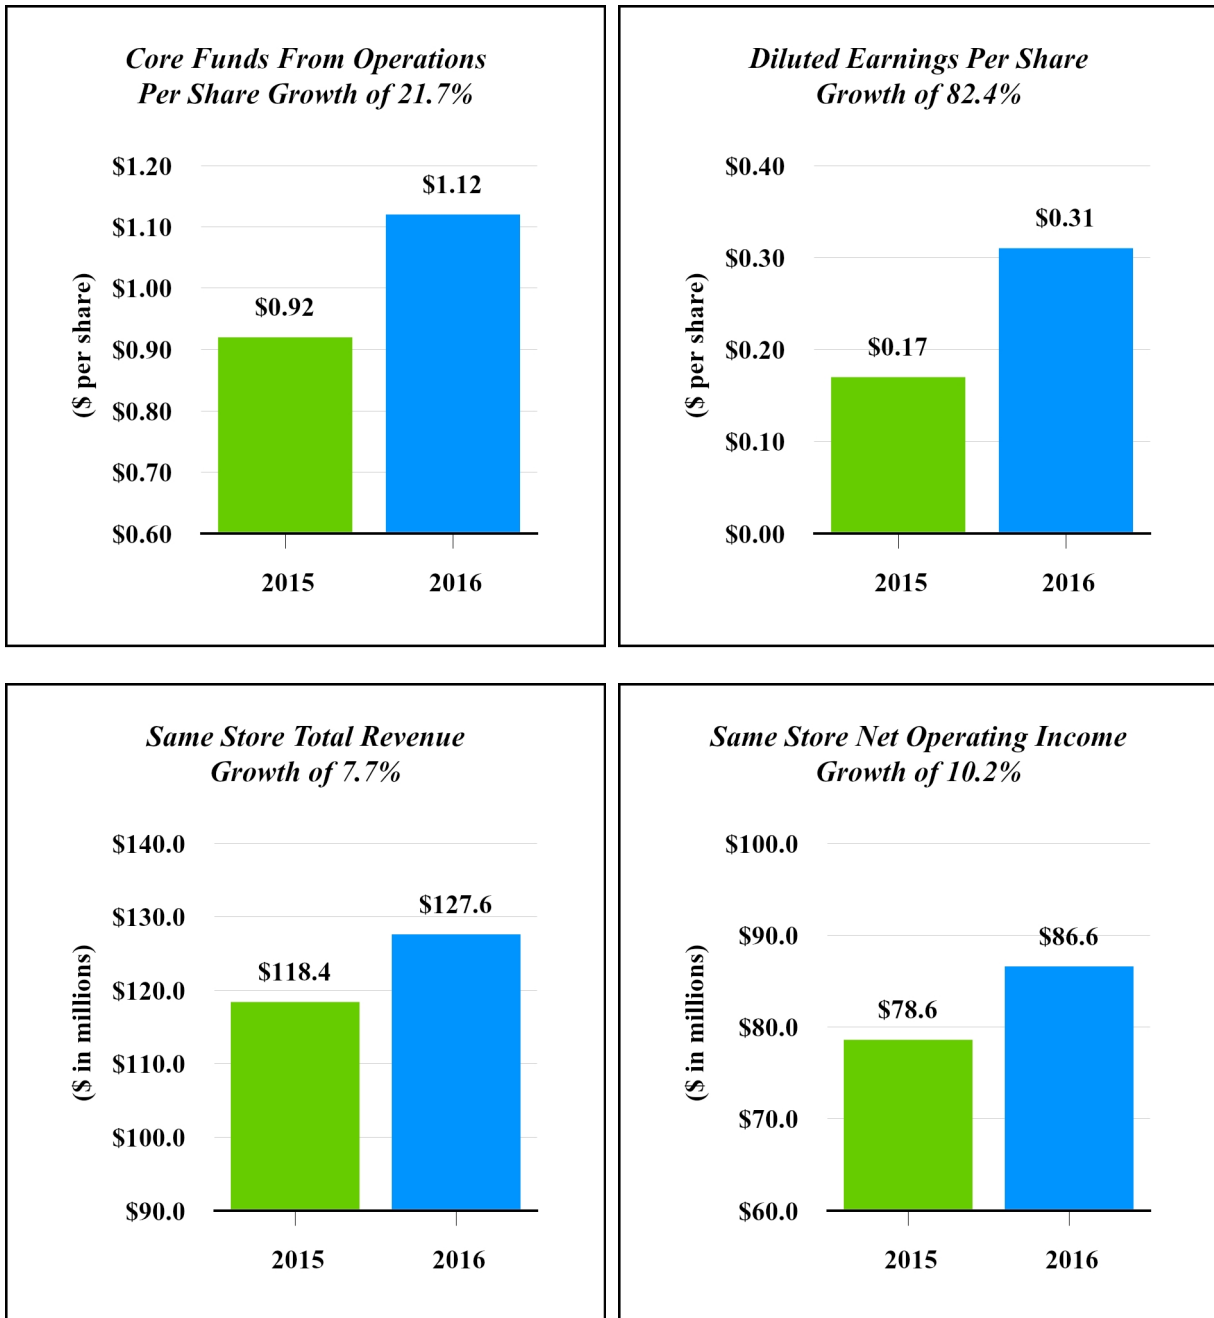 Core Funds From Operations
Per Share Growth of 21.7%
$1.20
$1.12
$1.10
$1.00
$0.92
$0.90
$0.80
$0.70
$0.60
($ per share)
2015 2016
Diluted Earnings Per Share
Growth of 82.4%
$0.40
$0.31
$0.30
$0.20
$0.17
$0.10
$0.00
($ per share)
2015 2016
Same Store Total Revenue
Growth of 7.7%
$140.0
$130.0
$127.6
$118.4
$120.0
$110.0
$100.0
$90.0
($ in millions)
2015 2016
Same Store Net Operating Income
Growth of 10.2%
$100.0
$90.0
$86.6
$78.6
$80.0
$70.0
$60.0
($ in millions)
2015 2016